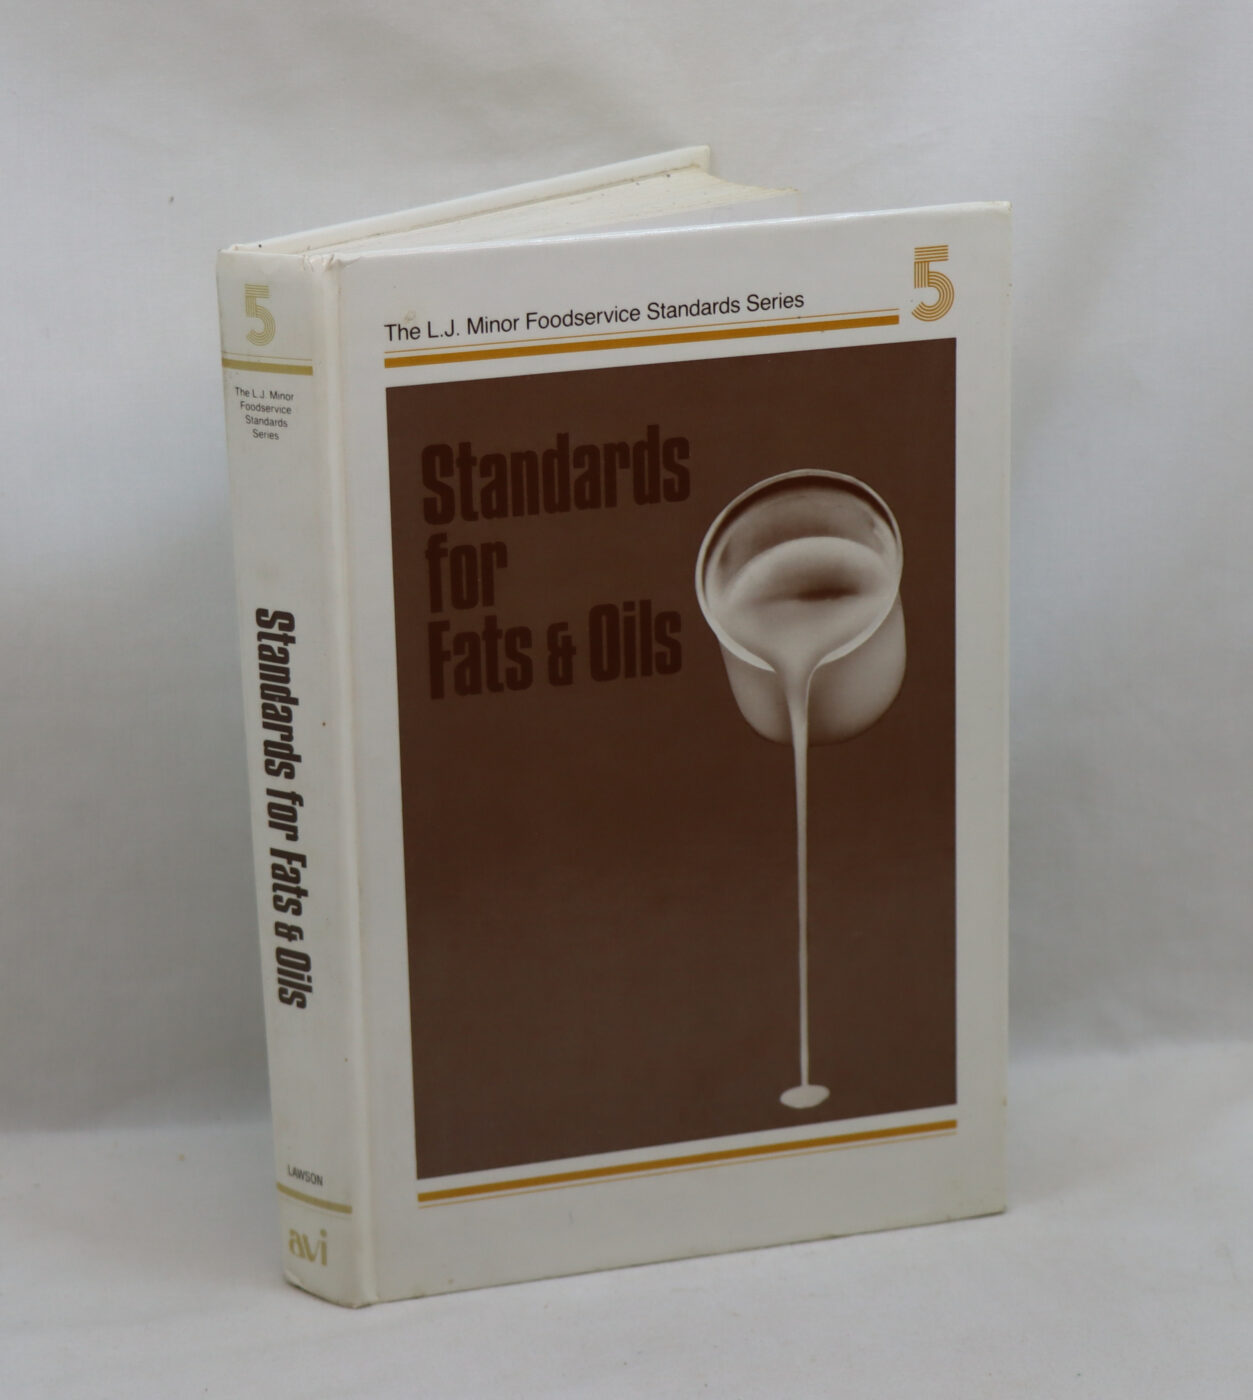 5
The L.J. Minor
Foodservice
Standards
Series
Standards for Fats & Oils
LAWSON
avi
The L.J. Minor Foodservice Standards Series
5
Standards
for
Fats & Oils